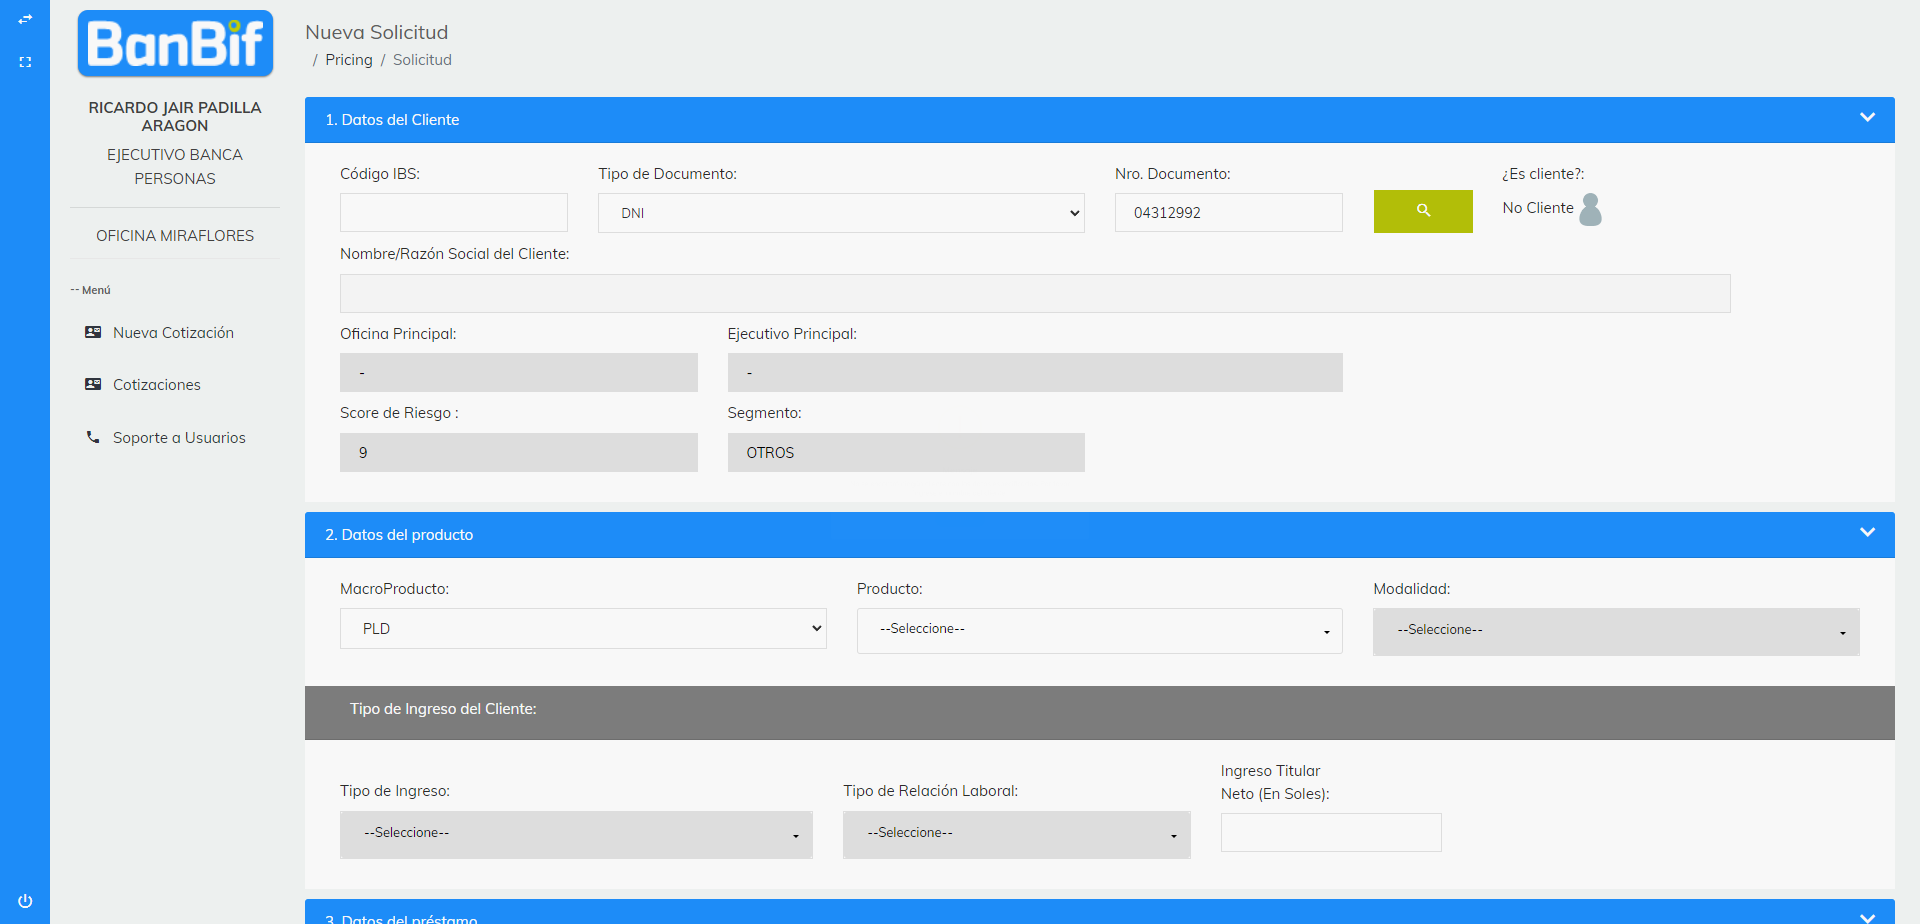 BanBif
RICARDO JAIR PADILLA
ARAGON
EJECUTIVO BANCA
PERSONAS
OFICINA MIRAFLORES
-- Menú
Nueva Cotización
Cotizaciones
Soporte a Usuarios
Nueva Solicitud
/ Pricing / Solicitud
1. Datos del Cliente
Código IBS:
Tipo de Documento:
Nro. Documento:
¿Es cliente?:
DNI
04312992
No Cliente
Nombre/Razón Social del Cliente:
Oficina Principal:
Ejecutivo Principal:
-
-
Score de Riesgo :
Segmento:
9
OTROS
2. Datos del producto
MacroProducto:
Producto:
Modalidad:
PLD
--Seleccione--
--Seleccione--
Tipo de Ingreso del Cliente:
Tipo de Ingreso:
Tipo de Relación Laboral:
Ingreso Titular
Neto (En Soles):
--Seleccione--
--Seleccione--
3. Datos del préstamo